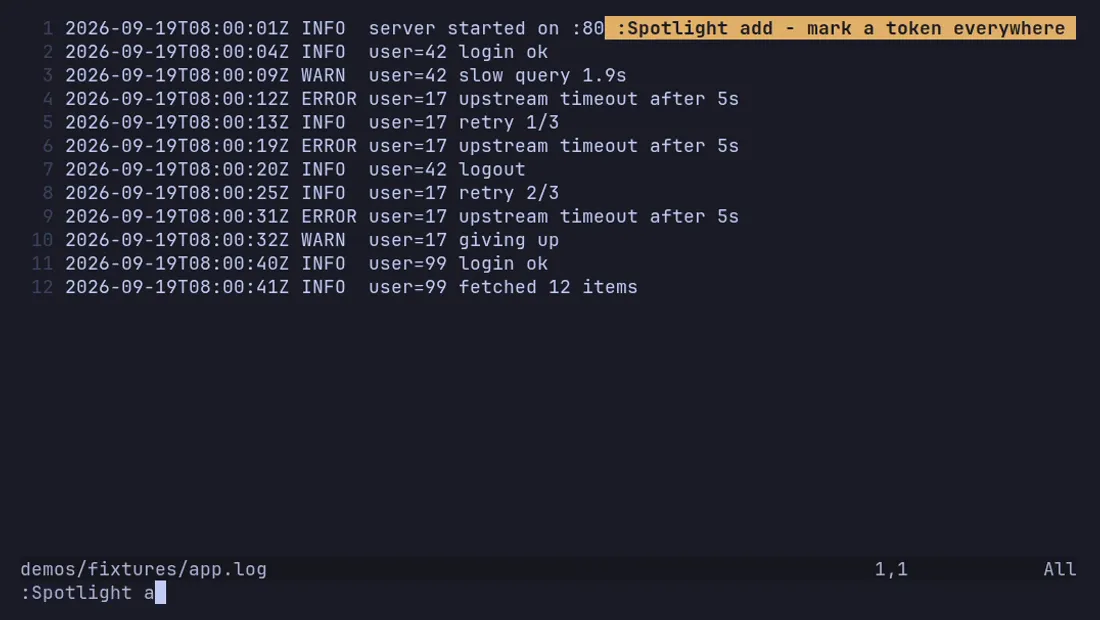 1 2026-09-19T08:00:01Z INFO  server started on :80 :Spotlight add - mark a token everywhere
2 2026-09-19T08:00:04Z INFO  user=42 login ok
3 2026-09-19T08:00:09Z WARN  user=42 slow query 1.9s
4 2026-09-19T08:00:12Z ERROR user=17 upstream timeout after 5s
5 2026-09-19T08:00:13Z INFO  user=17 retry 1/3
6 2026-09-19T08:00:19Z ERROR user=17 upstream timeout after 5s
7 2026-09-19T08:00:20Z INFO  user=42 logout
8 2026-09-19T08:00:25Z INFO  user=17 retry 2/3
9 2026-09-19T08:00:31Z ERROR user=17 upstream timeout after 5s
10 2026-09-19T08:00:32Z WARN  user=17 giving up
11 2026-09-19T08:00:40Z INFO  user=99 login ok
12 2026-09-19T08:00:41Z INFO  user=99 fetched 12 items
demos/fixtures/app.log 1,1 All
:Spotlight a